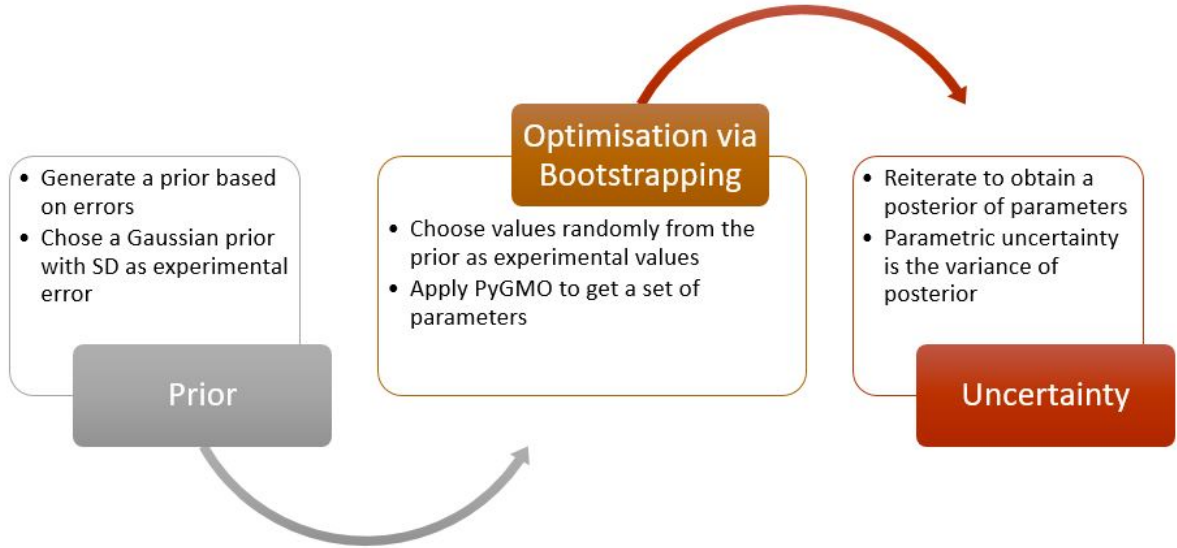 • Generate a prior based
on errors
• Chose a Gaussian prior
with SD as experimental
error
Prior
Optimisation via
Bootstrapping
• Choose values randomly from the
prior as experimental values
• Apply PyGMO to get a set of
parameters
• Reiterate to obtain a
posterior of parameters
• Parametric uncertainty
is the variance of
posterior
Uncertainty